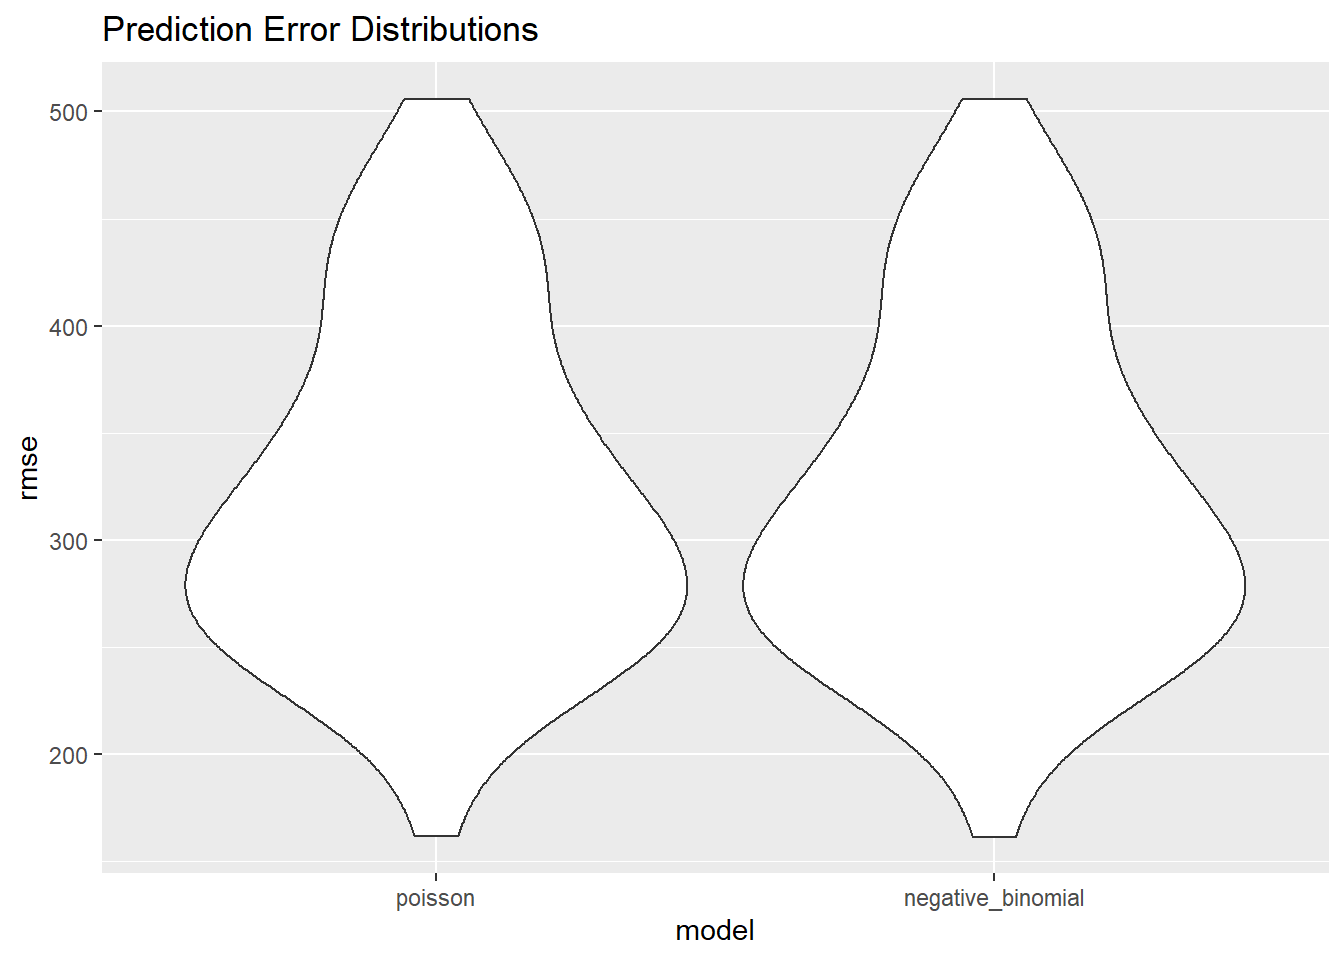 Prediction Error Distributions
500
400
300
200
rmse
poisson
negative_binomial
model